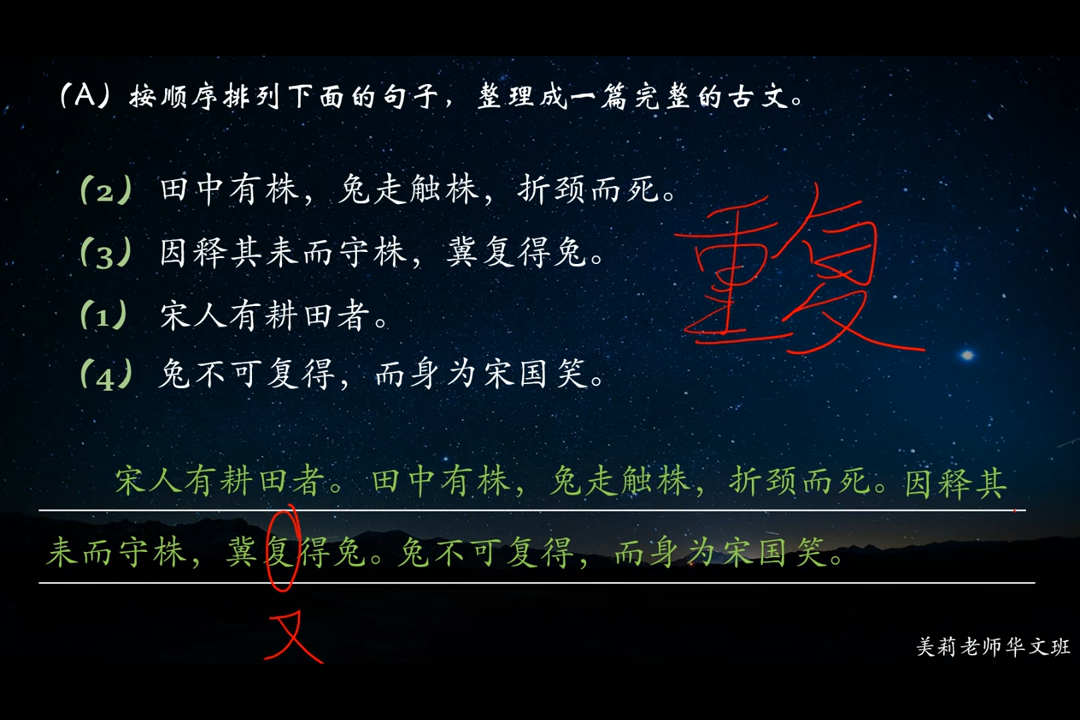 （A）按顺序排列下面的句子，整理成一篇完整的古文。
（2）田中有株，兔走触株，折颈而死。
（3）因释其耒而守株，冀复得兔。
（1）宋人有耕田者。
（4）兔不可复得，而身为宋国笑。
重复
宋人有耕田者。田中有株，兔走触株，折颈而死。因释其
耒而守株，冀复得兔。兔不可复得，而身为宋国笑。
又
美莉老师华文班